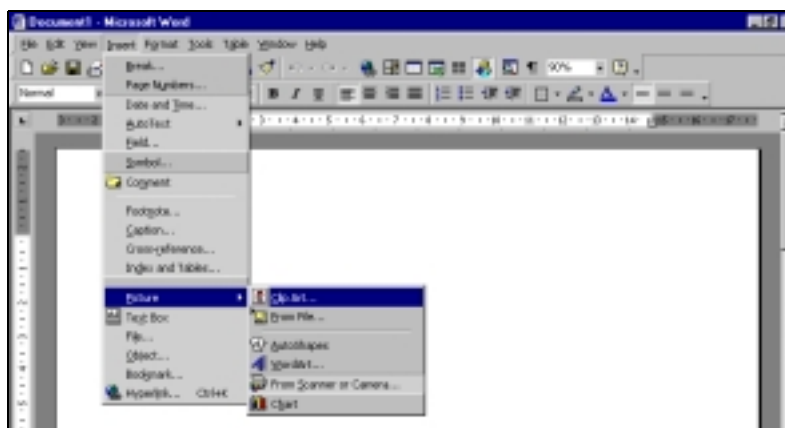 Document1 - Microsoft Word
File Edit View Insert Format Tools Table Window Help
90%
Normal
B I U
Break...
Page Numbers...
Date and Time...
AutoText
Field...
Symbol...
Comment
Footnote...
Caption...
Cross-reference...
Index and Tables...
Picture
Text Box
File...
Object...
Bookmark...
Hyperlink... Ctrl+K
Clip Art...
From File...
AutoShapes
WordArt...
From Scanner or Camera...
Chart